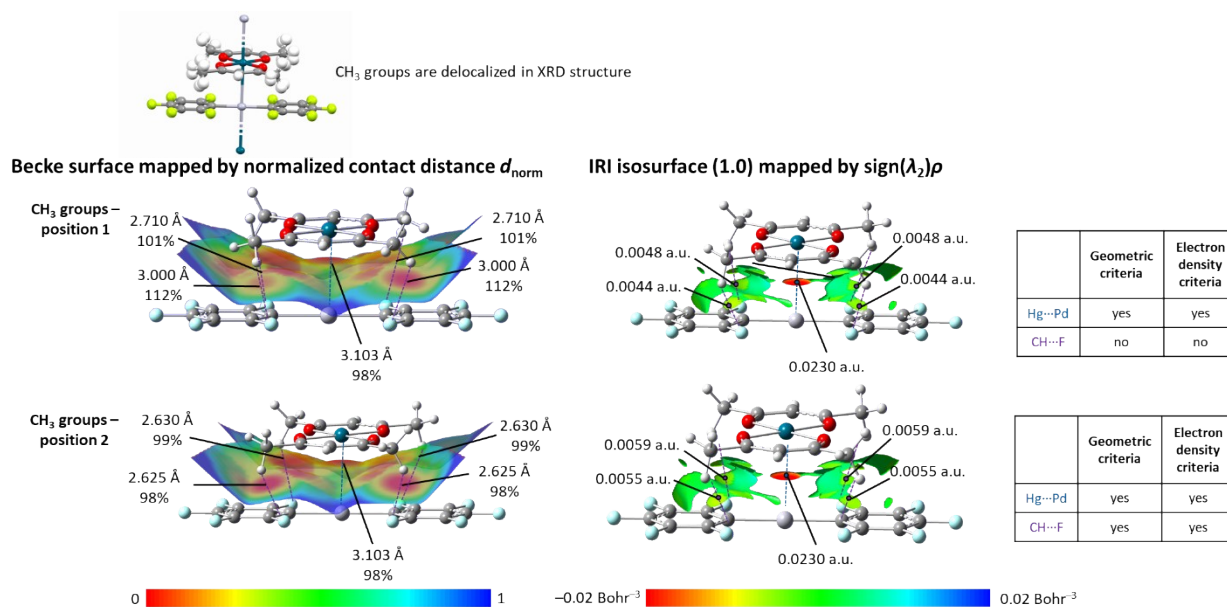 CH3 groups are delocalized in XRD structure
Becke surface mapped by normalized contact distance dnorm
IRI isosurface (1.0) mapped by sign(λ2)ρ
CH3 groups –
position 1
2.710 Å
101%
3.000 Å
112%
2.710 Å
101%
3.000 Å
112%
3.103 Å
98%
0.0048 a.u.
0.0044 a.u.
0.0048 a.u.
0.0044 a.u.
0.0230 a.u.
Geometric
criteria
Electron
density
criteria
Hg···Pd yes yes
CH···F no no
CH3 groups –
position 2
2.630 Å
99%
2.625 Å
98%
2.630 Å
99%
2.625 Å
98%
3.103 Å
98%
0.0059 a.u.
0.0055 a.u.
0.0059 a.u.
0.0055 a.u.
0.0230 a.u.
Geometric
criteria
Electron
density
criteria
Hg···Pd yes yes
CH···F yes yes
0 1
−0.02 Bohr−3 0.02 Bohr−3